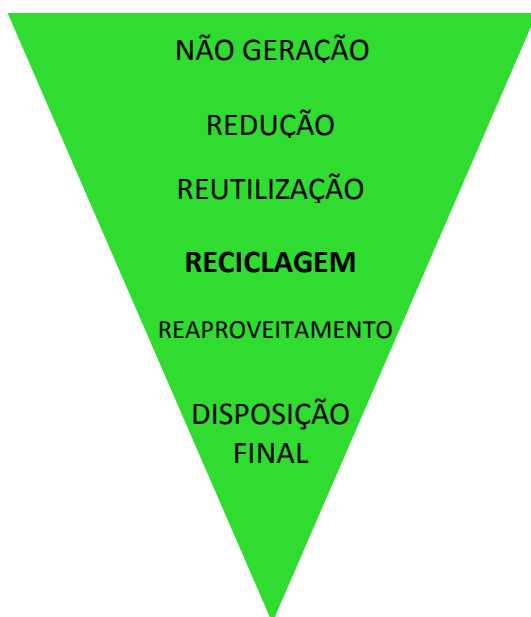 NÃO GERAÇÃO
REDUÇÃO
REUTILIZAÇÃO
RECICLAGEM
REAPROVEITAMENTO
DISPOSIÇÃO
FINAL